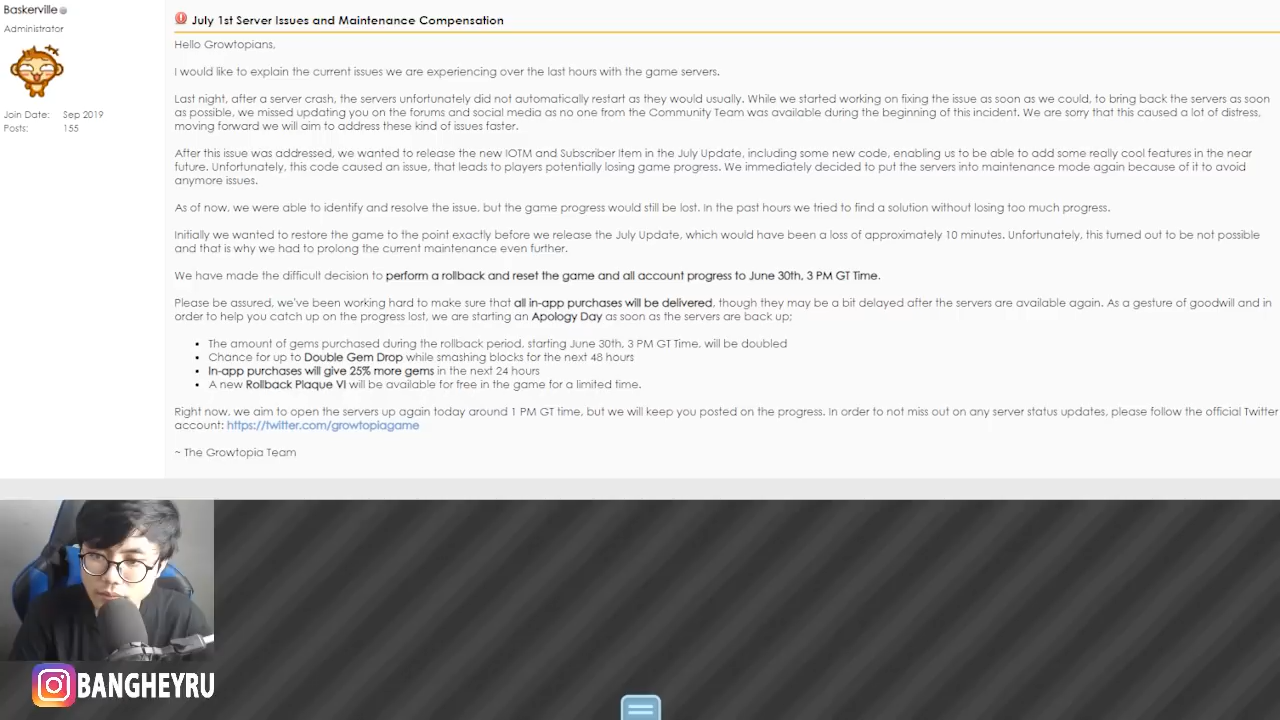 Baskerville
Administrator
Join Date: Sep 2019
Posts: 155
July 1st Server Issues and Maintenance Compensation
Hello Growtopians,
I would like to explain the current issues we are experiencing over the last hours with the game servers.
Last night, after a server crash, the servers unfortunately did not automatically restart as they would usually. While we started working on fixing the issue as soon as we could, to bring back the servers as soon
as possible, we missed updating you on the forums and social media as no one from the Community Team was available during the beginning of this incident. We are sorry that this caused a lot of distress,
moving forward we will aim to address these kind of issues faster.
After this issue was addressed, we wanted to release the new IOTM and Subscriber Item in the July Update, including some new code, enabling us to be able to add some really cool features in the near
future. Unfortunately, this code caused an issue, that leads to players potentially losing game progress. We immediately decided to put the servers into maintenance mode again because of it to avoid
anymore issues.
As of now, we were able to identify and resolve the issue, but the game progress would still be lost. In the past hours we tried to find a solution without losing too much progress.
Initially we wanted to restore the game to the point exactly before we release the July Update, which would have been a loss of approximately 10 minutes. Unfortunately, this turned out to be not possible
and that is why we had to prolong the current maintenance even further.
We have made the difficult decision to perform a rollback and reset the game and all account progress to June 30th, 3 PM GT Time.
Please be assured, we've been working hard to make sure that all in-app purchases will be delivered, though they may be a bit delayed after the servers are available again. As a gesture of goodwill and in
order to help you catch up on the progress lost, we are starting an Apology Day as soon as the servers are back up;
• The amount of gems purchased during the rollback period, starting June 30th, 3 PM GT Time, will be doubled
• Chance for up to Double Gem Drop while smashing blocks for the next 48 hours
• In-app purchases will give 25% more gems in the next 24 hours
• A new Rollback Plaque VI will be available for free in the game for a limited time.
Right now, we aim to open the servers up again today around 1 PM GT time, but we will keep you posted on the progress. In order to not miss out on any server status updates, please follow the official Twitter
account: https://twitter.com/growtopiagame
~ The Growtopia Team
BANGHEYRU